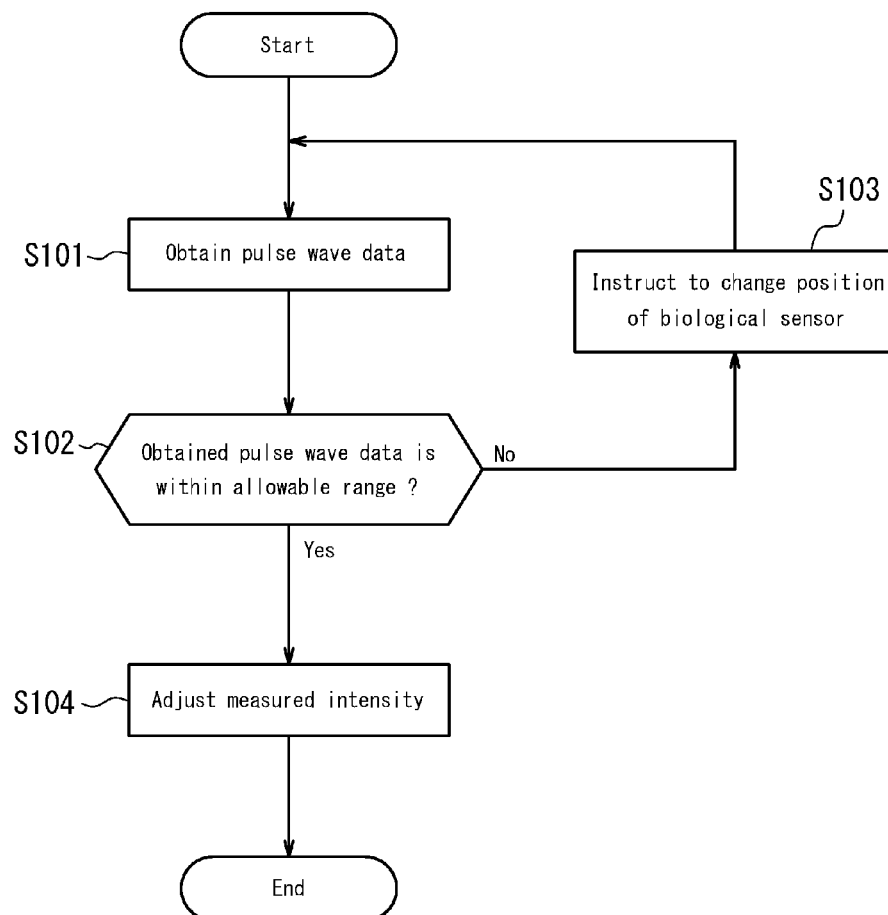 Start
S103
S101
Obtain pulse wave data
Instruct to change position
of biological sensor
S102
Obtained pulse wave data is
within allowable range ?
No
Yes
S104
Adjust measured intensity
End